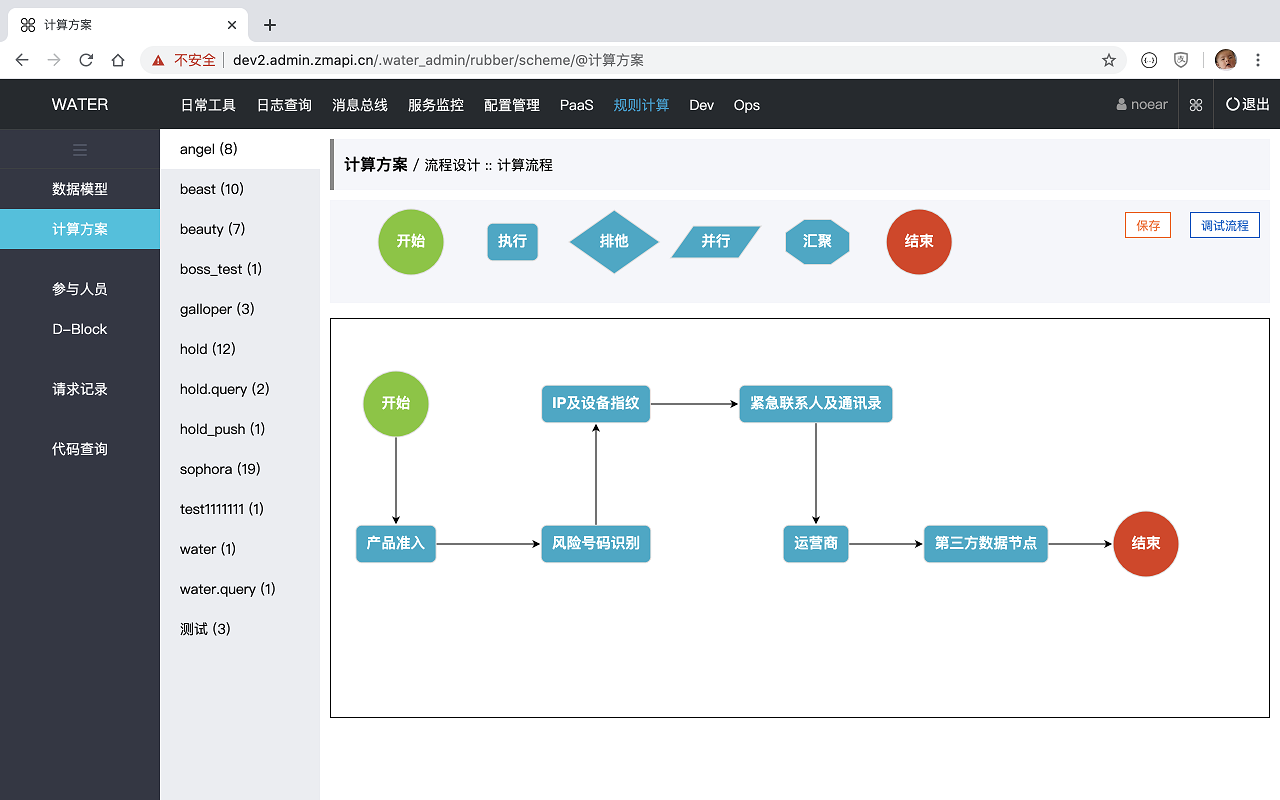 计算方案
不安全 dev2.admin.zmapi.cn/.water_admin/rubber/scheme/@计算方案
WATER 日常工具 日志查询 消息总线 服务监控 配置管理 PaaS 规则计算 Dev Ops noear 退出
数据模型
计算方案
参与人员
D-Block
请求记录
代码查询
angel (8)
beast (10)
beauty (7)
boss_test (1)
galloper (3)
hold (12)
hold.query (2)
hold_push (1)
sophora (19)
test1111111 (1)
water (1)
water.query (1)
测试 (3)
计算方案 / 流程设计 :: 计算流程
开始 执行 排他 并行 汇聚 结束 保存 调试流程
开始 IP及设备指纹 紧急联系人及通讯录
产品准入 风险号码识别 运营商 第三方数据节点 结束